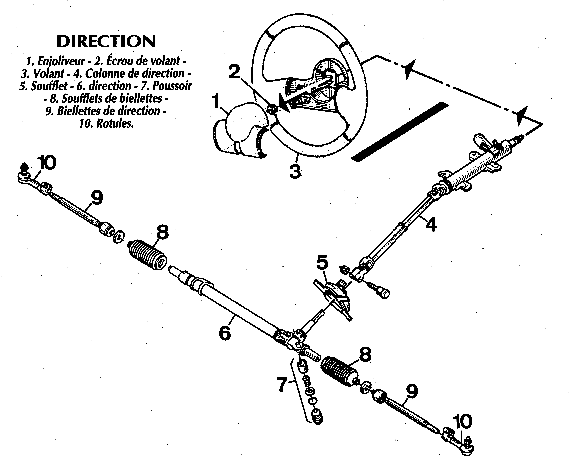 DIRECTION
1. Enjoliveur - 2. Écrou de volant -
3. Volant - 4. Colonne de direction -
5. Soufflet - 6. direction - 7. Poussoir
- 8. Soufflets de biellettes -
9. Biellettes de direction -
10. Rotules.
2
1
3
10
9
8
4
5
6
8
7
9
10